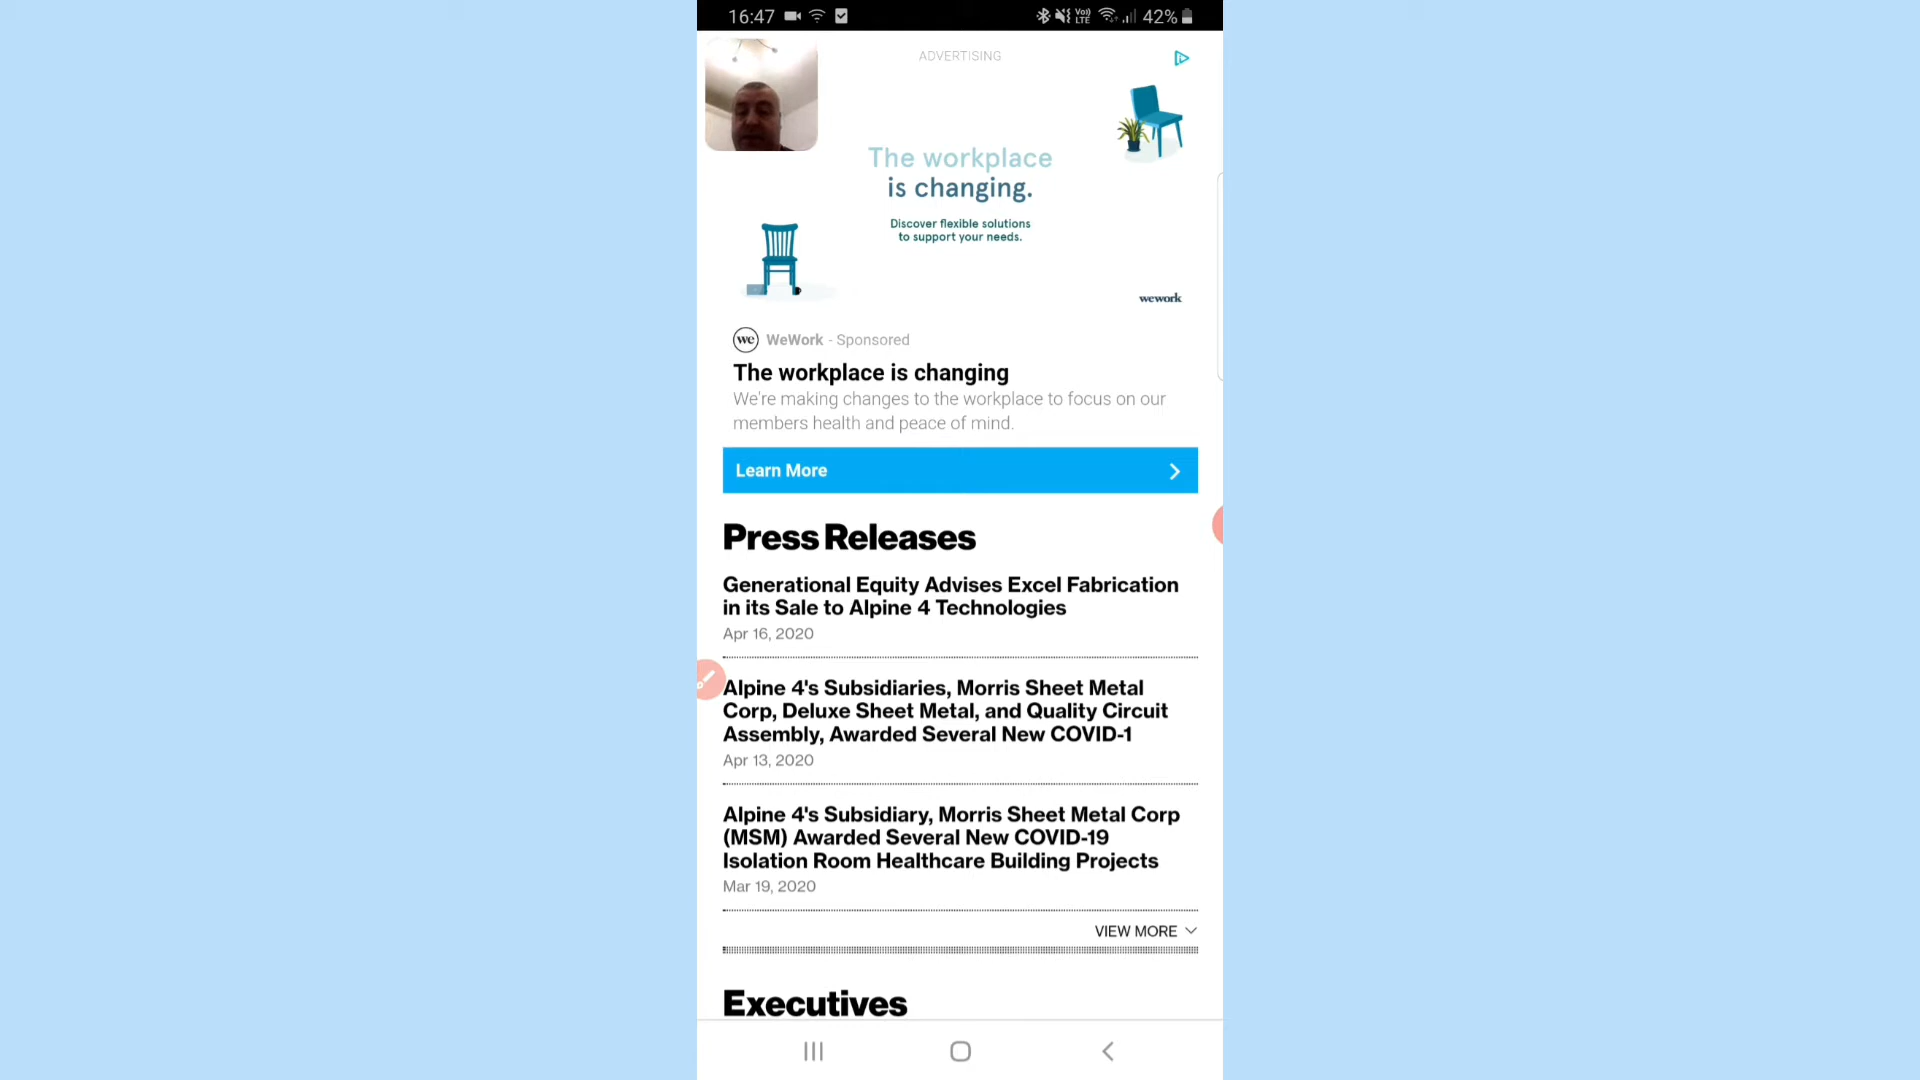 16:47
Vo))
LTE
42%
ADVERTISING
The workplace
is changing.
Discover flexible solutions
to support your needs.
wework
we WeWork - Sponsored
The workplace is changing
We're making changes to the workplace to focus on our
members health and peace of mind.
Learn More
Press Releases
Generational Equity Advises Excel Fabrication
in its Sale to Alpine 4 Technologies
Apr 16, 2020
Alpine 4's Subsidiaries, Morris Sheet Metal
Corp, Deluxe Sheet Metal, and Quality Circuit
Assembly, Awarded Several New COVID-1
Apr 13, 2020
Alpine 4's Subsidiary, Morris Sheet Metal Corp
(MSM) Awarded Several New COVID-19
Isolation Room Healthcare Building Projects
Mar 19, 2020
VIEW MORE
Executives